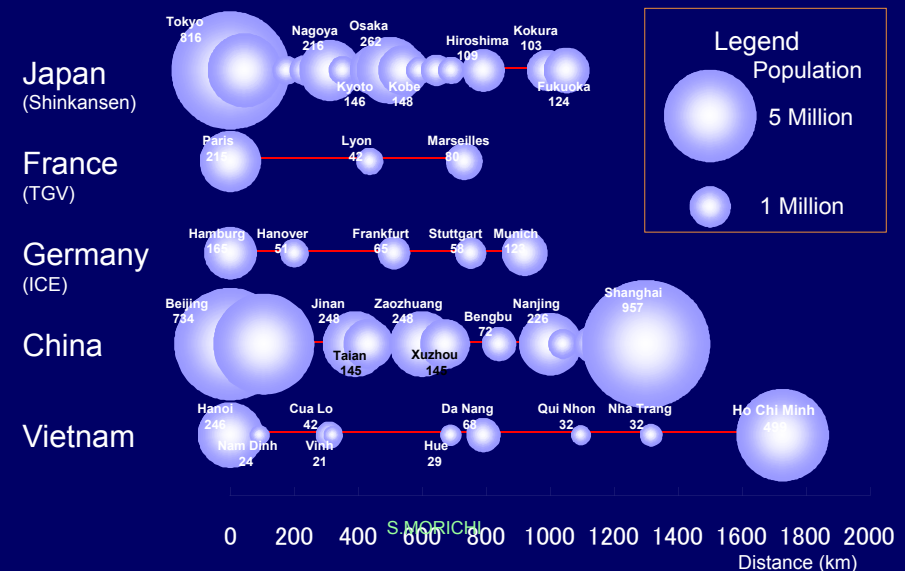 Tokyo
816
Nagoya
216
Osaka
262
Hiroshima
109
Kokura
103
Kyoto
146
Kobe
148
Fukuoka
124
Japan
(Shinkansen)
Legend
Population
5 Million
1 Million
Paris
215
Lyon
42
Marseilles
80
France
(TGV)
Hamburg
165
Hanover
51
Frankfurt
65
Stuttgart
58
Munich
123
Germany
(ICE)
Beijing
734
Jinan
248
Zaozhuang
248
Bengbu
72
Nanjing
226
Shanghai
957
Taian
145
Xuzhou
145
China
Hanoi
246
Cua Lo
42
Da Nang
68
Qui Nhon
32
Nha Trang
32
Ho Chi Minh
Nam Dinh
24
Vinh
21
Hue
29
Vietnam
S.MORICHI
0 200 400 600 800 1000 1200 1400 1600 1800 2000
Distance (km)